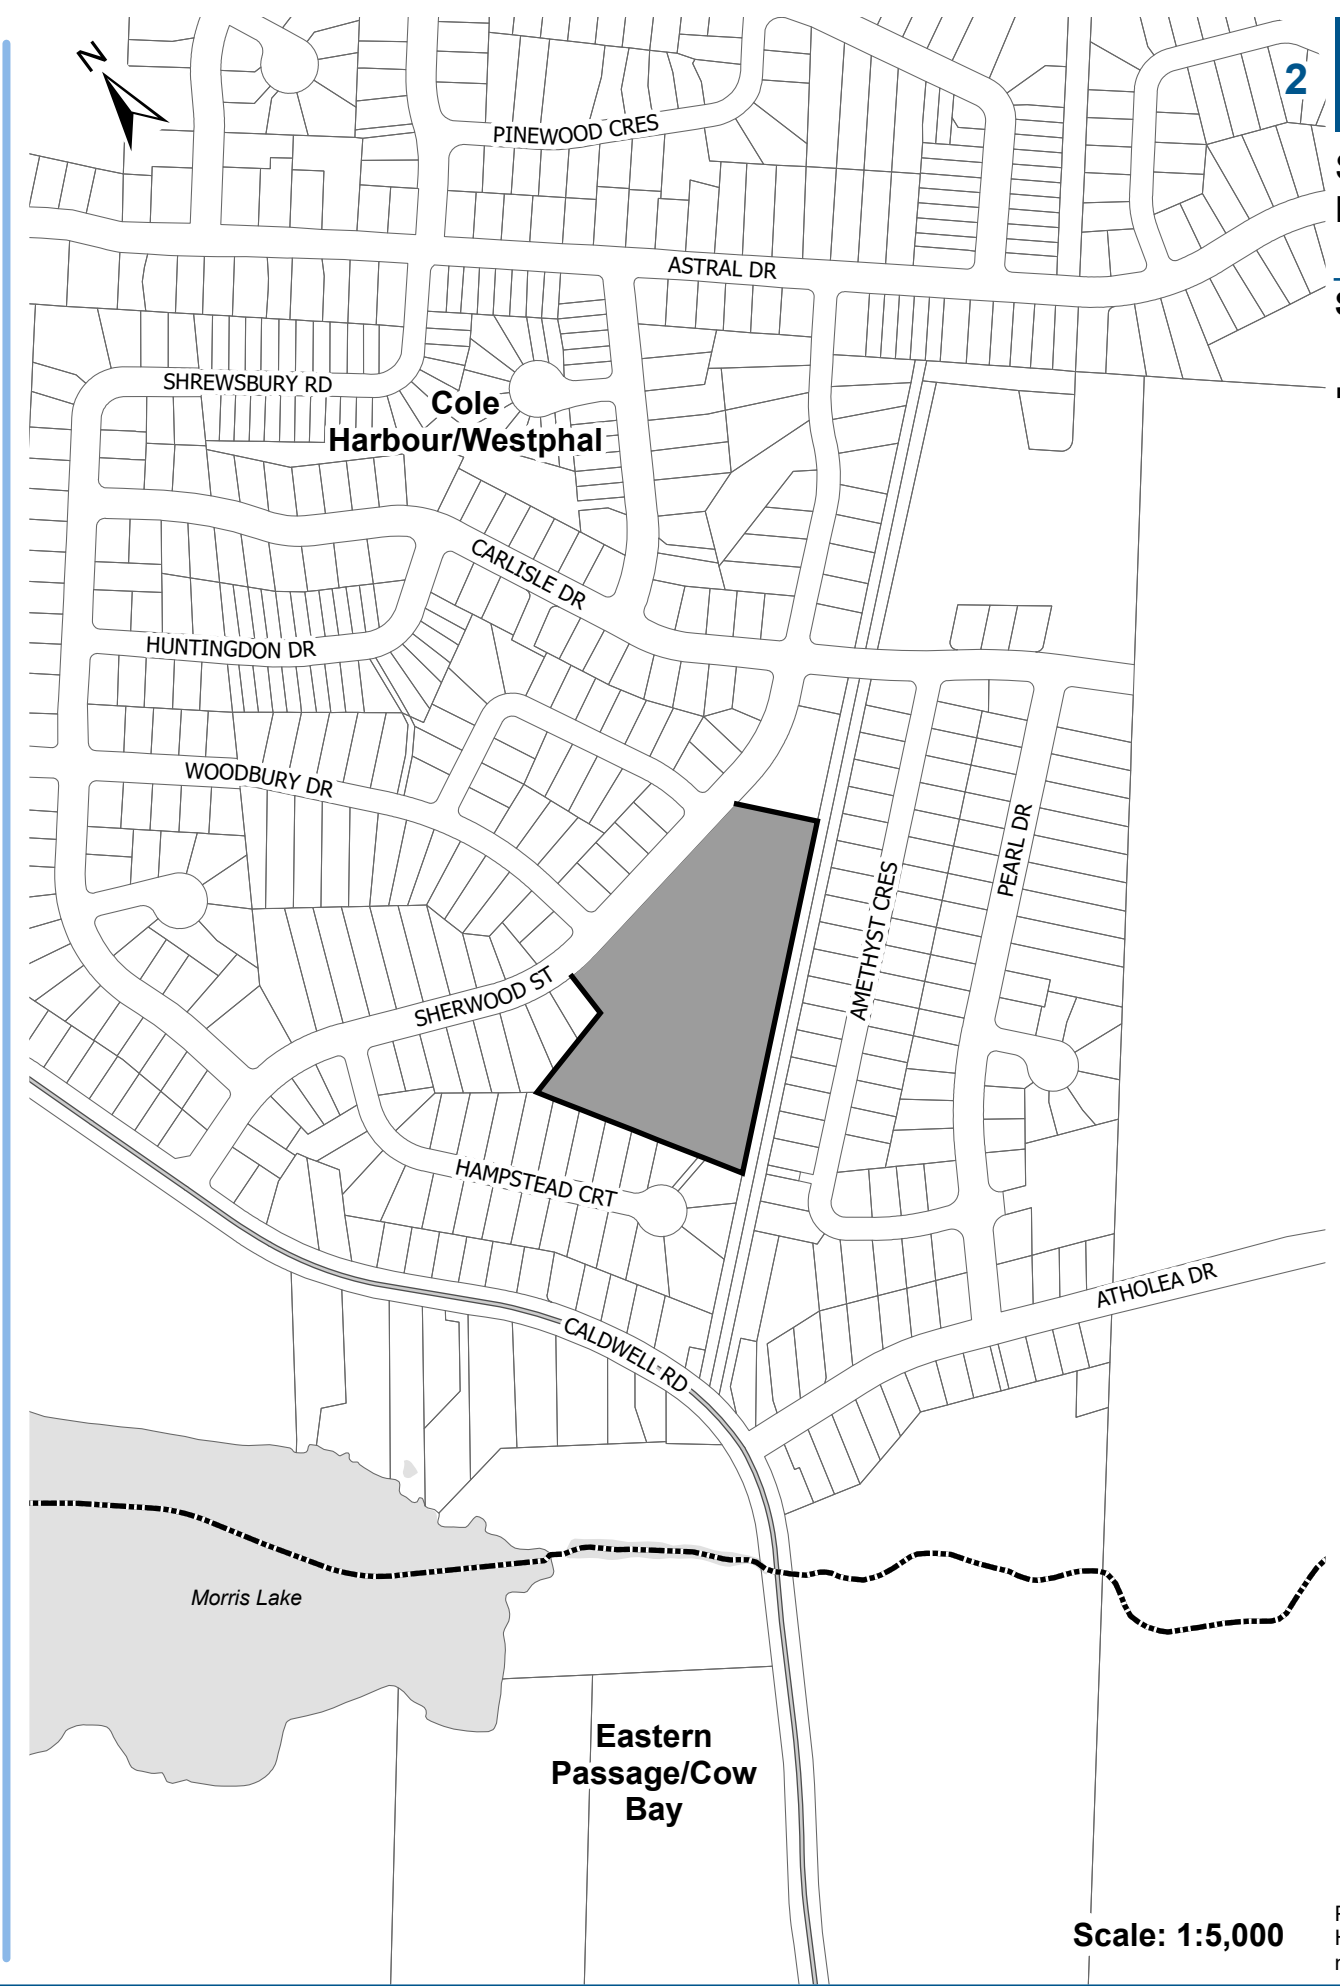 N
2
PINEWOOD CRES
ASTRAL DR
SHREWSBURY RD
Cole
Harbour/Westphal
CARLISLE DR
HUNTINGDON DR
WOODBURY DR
PEARL DR
AMETHYST CRES
SHERWOOD ST
HAMPSTEAD CRT
ATHOLEA DR
CALDWELL RD
Morris Lake
Eastern
Passage/Cow
Bay
Scale: 1:5,000